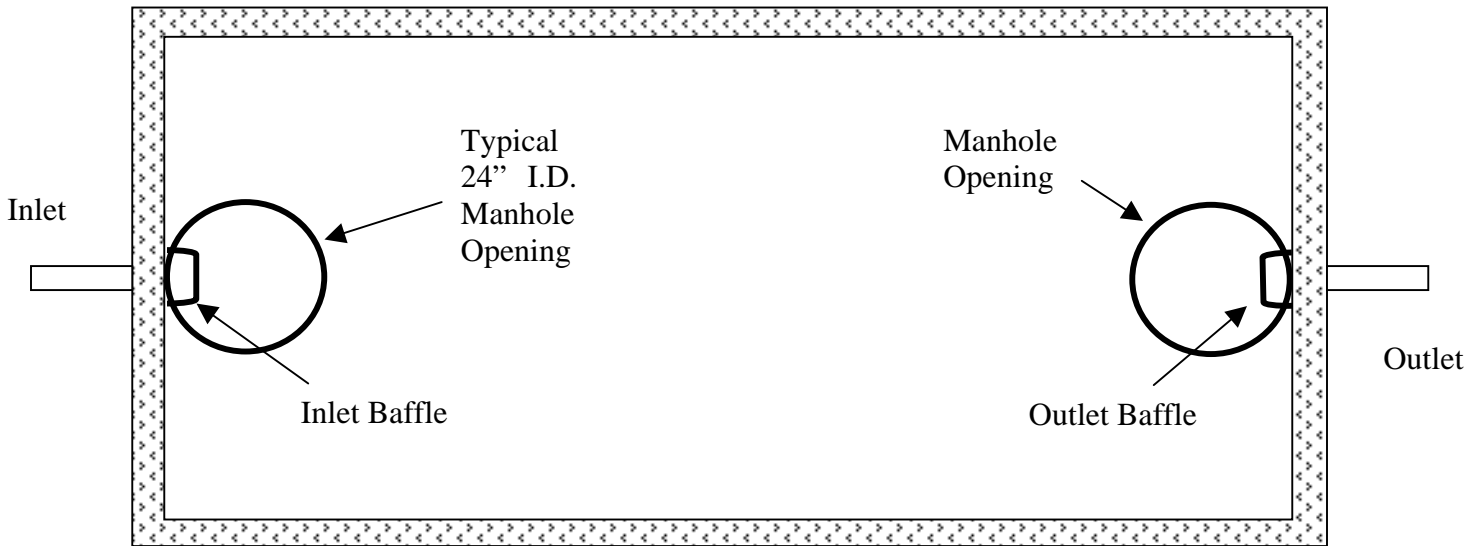 Typical
24” I.D.
Manhole
Opening
Manhole
Opening
Inlet
Outlet
Inlet Baffle
Outlet Baffle